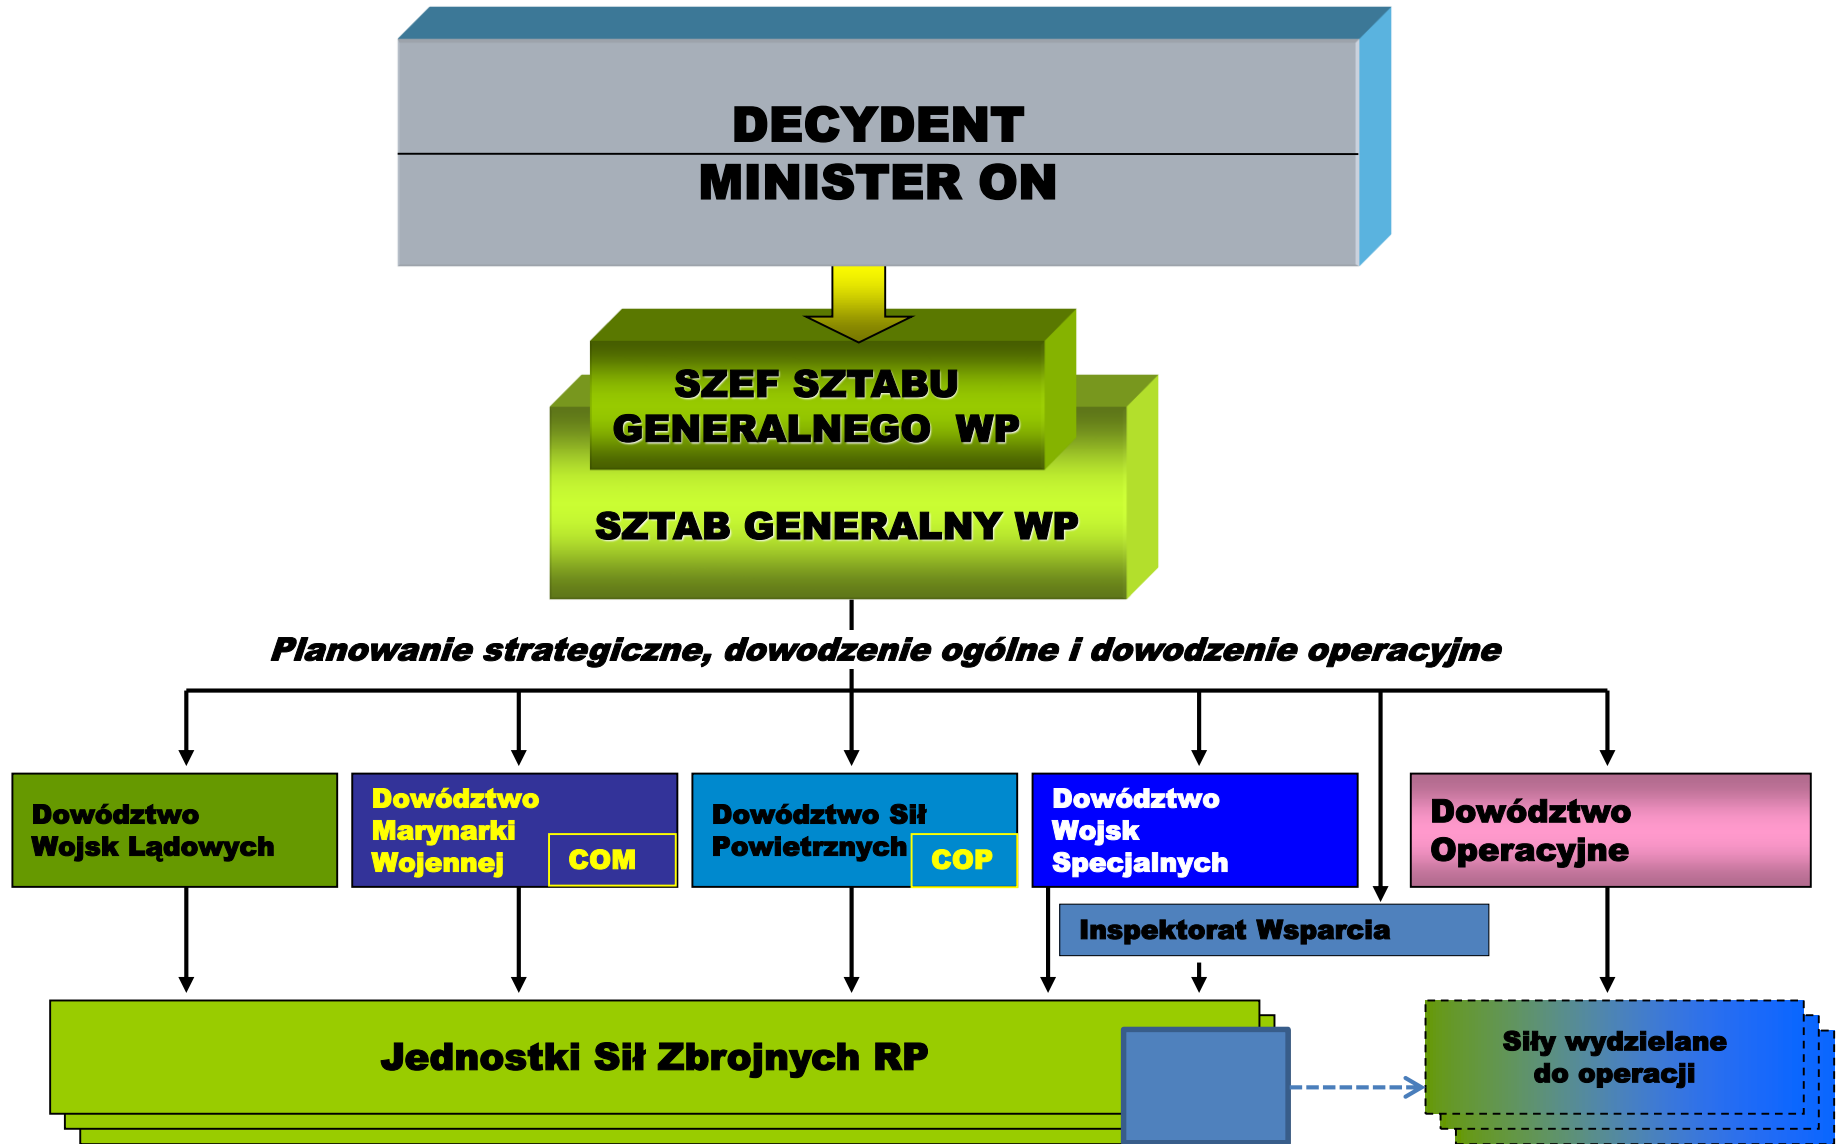 DECYDENT
MINISTER ON
SZEF SZTABU
GENERALNEGO WP
SZTAB GENERALNY WP
Planowanie strategiczne, dowodzenie ogólne i dowodzenie operacyjne
Dowództwo
Wojsk Lądowych
Dowództwo
Marynarki
Wojennej
COM
Dowództwo Sił
Powietrznych
COP
Dowództwo
Wojsk
Specjalnych
Dowództwo
Operacyjne
Inspektorat Wsparcia
Jednostki Sił Zbrojnych RP
Siły wydzielane
do operacji